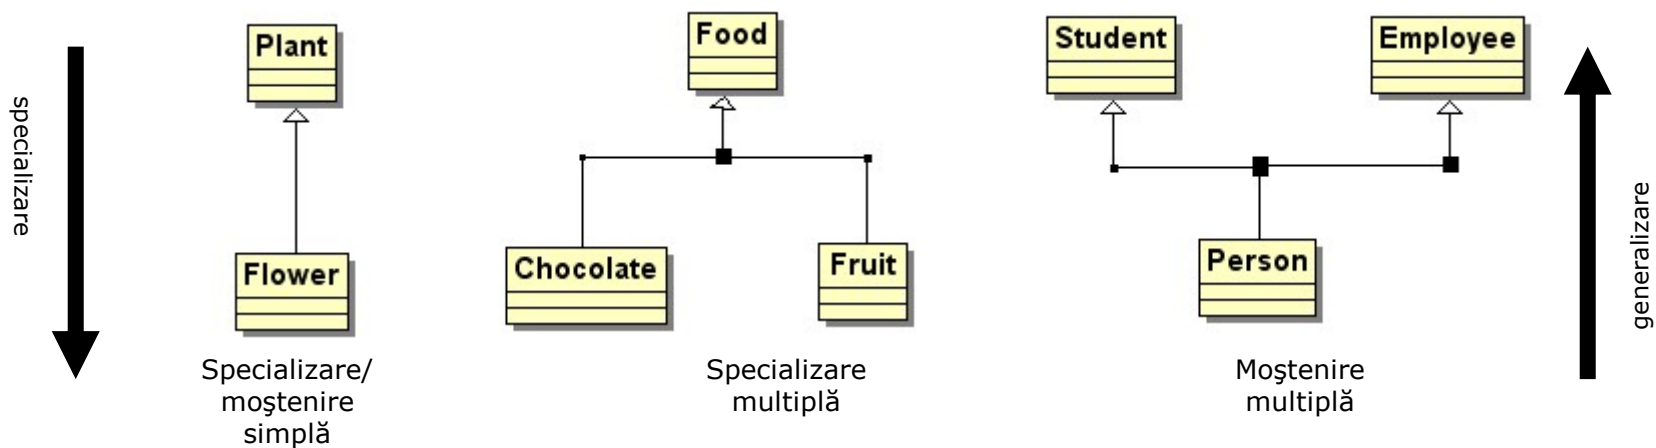 specializare
Plant
Flower
Specializare/
moştenire
simplă
Food
Chocolate
Fruit
Specializare
multiplă
Student
Employee
Person
Moştenire
multiplă
generalizare